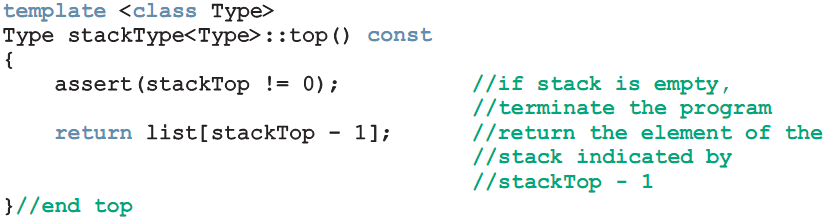 template <class Type>
Type stackType<Type>::top() const
{
    assert(stackTop != 0);          //if stack is empty,
                                    //terminate the program
    return list[stackTop - 1];      //return the element of the
                                    //stack indicated by
                                    //stackTop - 1
}//end top